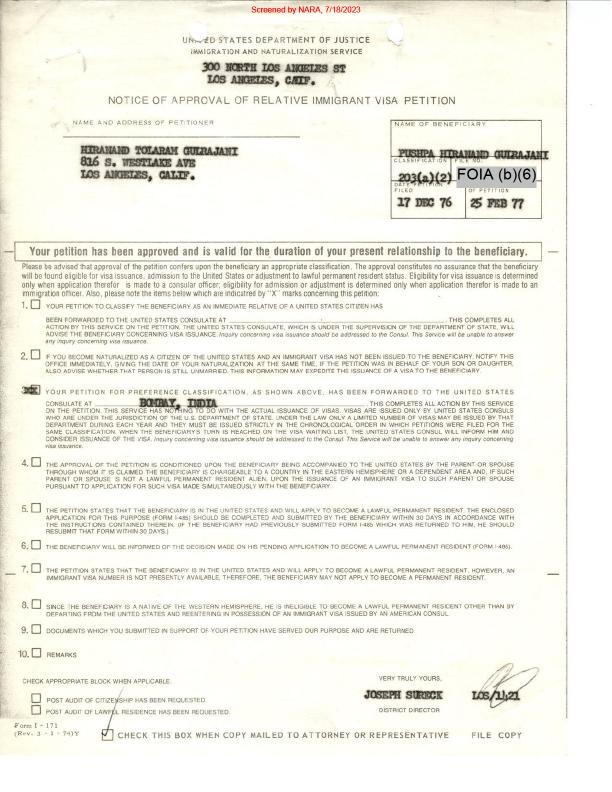 Screened by NARA, 7/18/2023
UNITED STATES DEPARTMENT OF JUSTICE
IMMIGRATION AND NATURALIZATION SERVICE
300 NORTH LOS ANGELES ST
LOS ANGELES, CAIF.
NOTICE OF APPROVAL OF RELATIVE IMMIGRANT VISA PETITION
NAME AND ADDRESS OF PETITIONER
HIRANAND TOLARAM GULRAJANI
816 S. WESTLAKE AVE
LOS ANGELES, CALIF.
NAME OF BENEFICIARY
PUSHPA HIRANAND GULRAJANI
CLASSIFICATION FILE NO.
203(a)(2) FOIA (b)(6)
DATE PETITION FILED OF PETITION
17 DEC 76 25 FEB 77
Your petition has been approved and is valid for the duration of your present relationship to the beneficiary.
Please be advised that approval of the petition confers upon the beneficiary an appropriate classification. The approval constitutes no assurance that the beneficiary
will be found eligible for visa issuance, admission to the United States or adjustment to lawful permanent resident status. Eligibility for visa issuance is determined
only when application therefor is made to a consular officer; eligibility for admission or adjustment is determined only when application therefor is made to an
immigration officer. Also, please note the items below which are indicated by "X" marks concerning this petition:
1. YOUR PETITION TO CLASSIFY THE BENEFICIARY AS AN IMMEDIATE RELATIVE OF A UNITED STATES CITIZEN HAS
BEEN FORWARDED TO THE UNITED STATES CONSULATE AT . THIS COMPLETES ALL
ACTION BY THIS SERVICE ON THE PETITION. THE UNITED STATES CONSULATE, WHICH IS UNDER THE SUPERVISION OF THE DEPARTMENT OF STATE, WILL
ADVISE THE BENEFICIARY CONCERNING VISA ISSUANCE. Inquiry concerning visa issuance should be addressed to the Consul. This Service will be unable to answer
any inquiry concerning visa issuance.
2. IF YOU BECOME NATURALIZED AS A CITIZEN OF THE UNITED STATES AND AN IMMIGRANT VISA HAS NOT BEEN ISSUED TO THE BENEFICIARY, NOTIFY THIS
OFFICE IMMEDIATELY, GIVING THE DATE OF YOUR NATURALIZATION. AT THE SAME TIME, IF THE PETITION WAS IN BEHALF OF YOUR SON OR DAUGHTER,
ALSO ADVISE WHETHER THAT PERSON IS STILL UNMARRIED. THIS INFORMATION MAY EXPEDITE THE ISSUANCE OF A VISA TO THE BENEFICIARY.
YOUR PETITION FOR PREFERENCE CLASSIFICATION, AS SHOWN ABOVE, HAS BEEN FORWARDED TO THE UNITED STATES
CONSULATE AT BOMBAY, INDIA . THIS COMPLETES ALL ACTION BY THIS SERVICE
ON THE PETITION. THIS SERVICE HAS NOTHING TO DO WITH THE ACTUAL ISSUANCE OF VISAS. VISAS ARE ISSUED ONLY BY UNITED STATES CONSULS
WHO ARE UNDER THE JURISDICTION OF THE U.S. DEPARTMENT OF STATE. UNDER THE LAW ONLY A LIMITED NUMBER OF VISAS MAY BE ISSUED BY THAT
DEPARTMENT DURING EACH YEAR AND THEY MUST BE ISSUED STRICTLY IN THE CHRONOLOGICAL ORDER IN WHICH PETITIONS WERE FILED FOR THE
SAME CLASSIFICATION. WHEN THE BENEFICIARY'S TURN IS REACHED ON THE VISA WAITING LIST, THE UNITED STATES CONSUL WILL INFORM HIM AND
CONSIDER ISSUANCE OF THE VISA. Inquiry concerning visa issuance should be addressed to the Consul. This Service will be unable to answer any inquiry concerning
visa issuance.
4. THE APPROVAL OF THE PETITION IS CONDITIONED UPON THE BENEFICIARY BEING ACCOMPANIED TO THE UNITED STATES BY THE PARENT OR SPOUSE
THROUGH WHOM IT IS CLAIMED THE BENEFICIARY IS CHARGEABLE TO A COUNTRY IN THE EASTERN HEMISPHERE OR A DEPENDENT AREA AND, IF SUCH
PARENT OR SPOUSE IS NOT A LAWFUL PERMANENT RESIDENT ALIEN, UPON THE ISSUANCE OF AN IMMIGRANT VISA TO SUCH PARENT OR SPOUSE
PURSUANT TO APPLICATION FOR SUCH VISA MADE SIMULTANEOUSLY WITH THE BENEFICIARY.
5. THE PETITION STATES THAT THE BENEFICIARY IS IN THE UNITED STATES AND WILL APPLY TO BECOME A LAWFUL PERMANENT RESIDENT. THE ENCLOSED
APPLICATION FOR THIS PURPOSE (FORM I-485) SHOULD BE COMPLETED AND SUBMITTED BY THE BENEFICIARY WITHIN 30 DAYS IN ACCORDANCE WITH
THE INSTRUCTIONS CONTAINED THEREIN. (IF THE BENEFICIARY HAD PREVIOUSLY SUBMITTED FORM I-485 WHICH WAS RETURNED TO HIM, HE SHOULD
RESUBMIT THAT FORM WITHIN 30 DAYS.)
6. THE BENEFICIARY WILL BE INFORMED OF THE DECISION MADE ON HIS PENDING APPLICATION TO BECOME A LAWFUL PERMANENT RESIDENT (FORM I-485).
7. THE PETITION STATES THAT THE BENEFICIARY IS IN THE UNITED STATES AND WILL APPLY TO BECOME A LAWFUL PERMANENT RESIDENT. HOWEVER, AN
IMMIGRANT VISA NUMBER IS NOT PRESENTLY AVAILABLE, THEREFORE, THE BENEFICIARY MAY NOT APPLY TO BECOME A PERMANENT RESIDENT.
8. SINCE THE BENEFICIARY IS A NATIVE OF THE WESTERN HEMISPHERE, HE IS INELIGIBLE TO BECOME A LAWFUL PERMANENT RESIDENT OTHER THAN BY
DEPARTING FROM THE UNITED STATES AND REENTERING IN POSSESSION OF AN IMMIGRANT VISA ISSUED BY AN AMERICAN CONSUL.
9. DOCUMENTS WHICH YOU SUBMITTED IN SUPPORT OF YOUR PETITION HAVE SERVED OUR PURPOSE AND ARE RETURNED.
10. REMARKS
CHECK APPROPRIATE BLOCK WHEN APPLICABLE.
VERY TRULY YOURS,
POST AUDIT OF CITIZENSHIP HAS BEEN REQUESTED.
JOSEPH SURECK LOS/1421
POST AUDIT OF LAWFUL RESIDENCE HAS BEEN REQUESTED.
DISTRICT DIRECTOR
Form I - 171
(Rev. 3 - 1 - 74)Y
CHECK THIS BOX WHEN COPY MAILED TO ATTORNEY OR REPRESENTATIVE FILE COPY